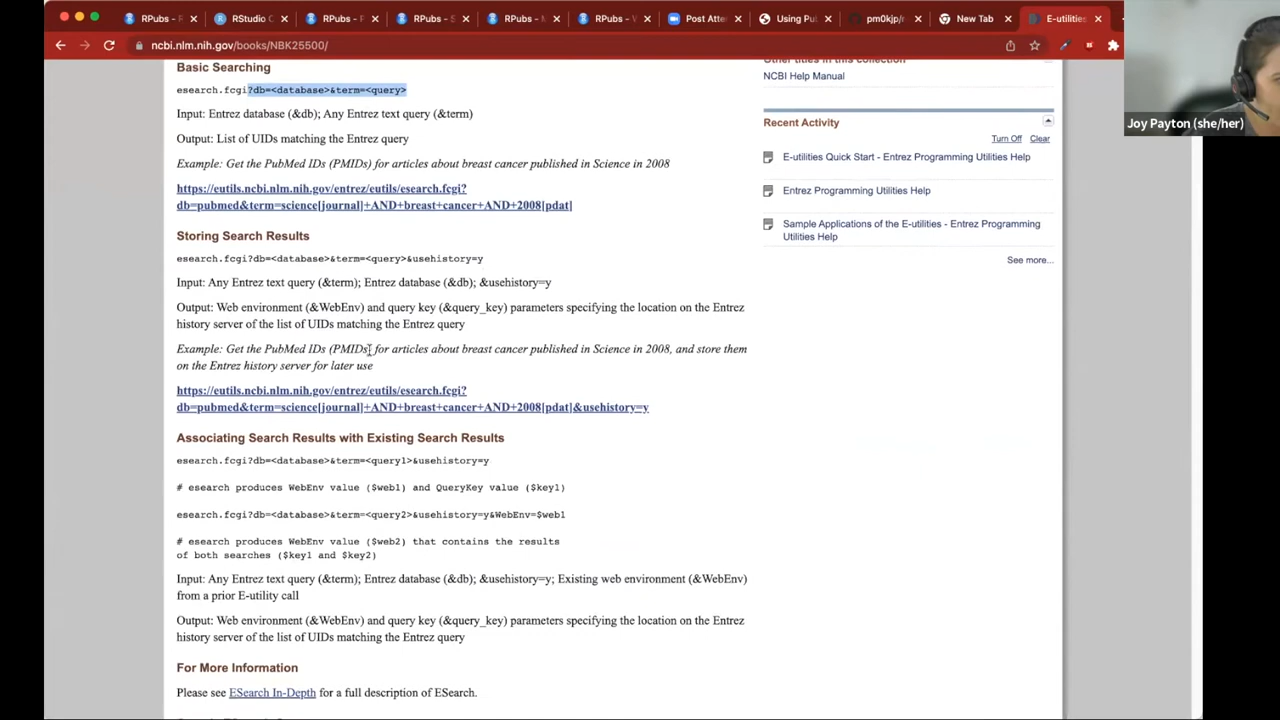 RPubs - R
RStudio C
RPubs - F
RPubs - S
RPubs - M
RPubs - V
Post Atte
Using Pu
pm0kjp/r
New Tab
E-utilities
ncbi.nlm.nih.gov/books/NBK25500/
Joy Payton (she/her)
Basic Searching
esearch.fcgi?db=<database>&term=<query>
Input: Entrez database (&db); Any Entrez text query (&term)
Output: List of UIDs matching the Entrez query
Example: Get the PubMed IDs (PMIDs) for articles about breast cancer published in Science in 2008
https://eutils.ncbi.nlm.nih.gov/entrez/eutils/esearch.fcgi?
db=pubmed&term=science[journal]+AND+breast+cancer+AND+2008[pdat]
Storing Search Results
esearch.fcgi?db=<database>&term=<query>&usehistory=y
Input: Any Entrez text query (&term); Entrez database (&db); &usehistory=y
Output: Web environment (&WebEnv) and query key (&query_key) parameters specifying the location on the Entrez
history server of the list of UIDs matching the Entrez query
Example: Get the PubMed IDs (PMIDs) for articles about breast cancer published in Science in 2008, and store them
on the Entrez history server for later use
https://eutils.ncbi.nlm.nih.gov/entrez/eutils/esearch.fcgi?
db=pubmed&term=science[journal]+AND+breast+cancer+AND+2008[pdat]&usehistory=y
Associating Search Results with Existing Search Results
esearch.fcgi?db=<database>&term=<query1>&usehistory=y
# esearch produces WebEnv value ($web1) and QueryKey value ($key1)
esearch.fcgi?db=<database>&term=<query2>&usehistory=y&WebEnv=$web1
# esearch produces WebEnv value ($web2) that contains the results
of both searches ($key1 and $key2)
Input: Any Entrez text query (&term); Entrez database (&db); &usehistory=y; Existing web environment (&WebEnv)
from a prior E-utility call
Output: Web environment (&WebEnv) and query key (&query_key) parameters specifying the location on the Entrez
history server of the list of UIDs matching the Entrez query
For More Information
Please see ESearch In-Depth for a full description of ESearch.
Other titles in this collection
NCBI Help Manual
Recent Activity
Turn Off Clear
E-utilities Quick Start - Entrez Programming Utilities Help
Entrez Programming Utilities Help
Sample Applications of the E-utilities - Entrez Programming
Utilities Help
See more...